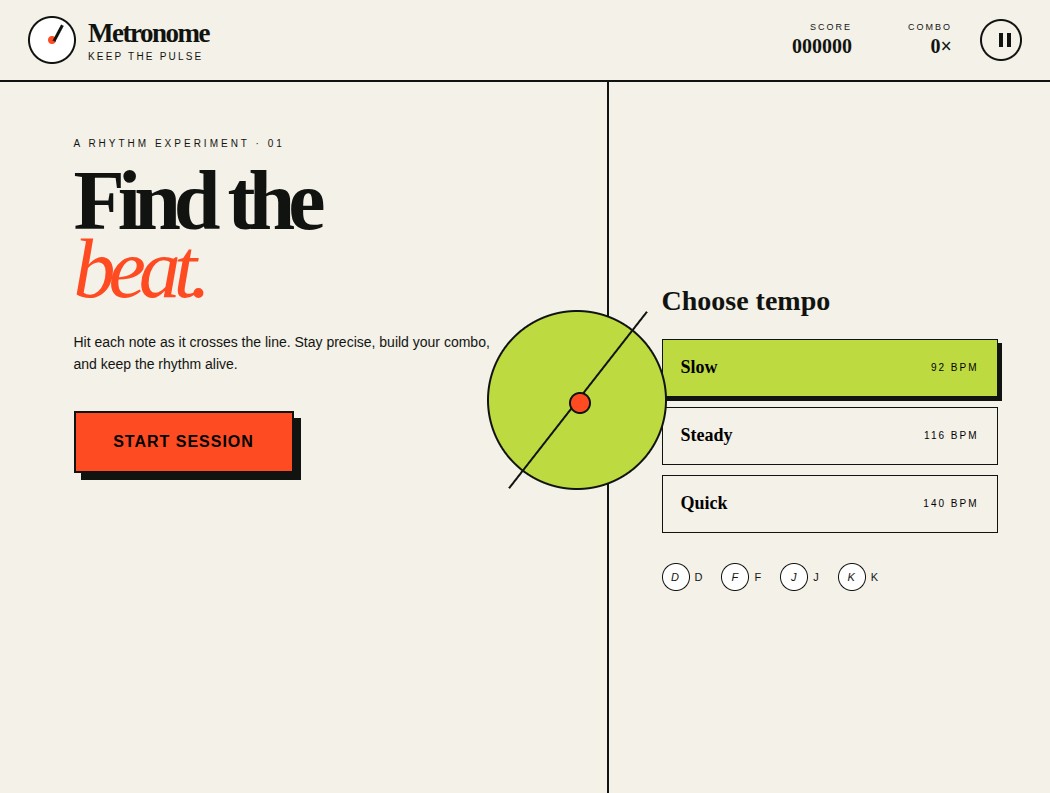 Metronome
KEEP THE PULSE
SCORE
000000
COMBO
0×
A RHYTHM EXPERIMENT · 01
Find the
beat.
Hit each note as it crosses the line. Stay precise, build your combo,
and keep the rhythm alive.
START SESSION
Choose tempo
Slow 92 BPM
Steady 116 BPM
Quick 140 BPM
D D F F J J K K